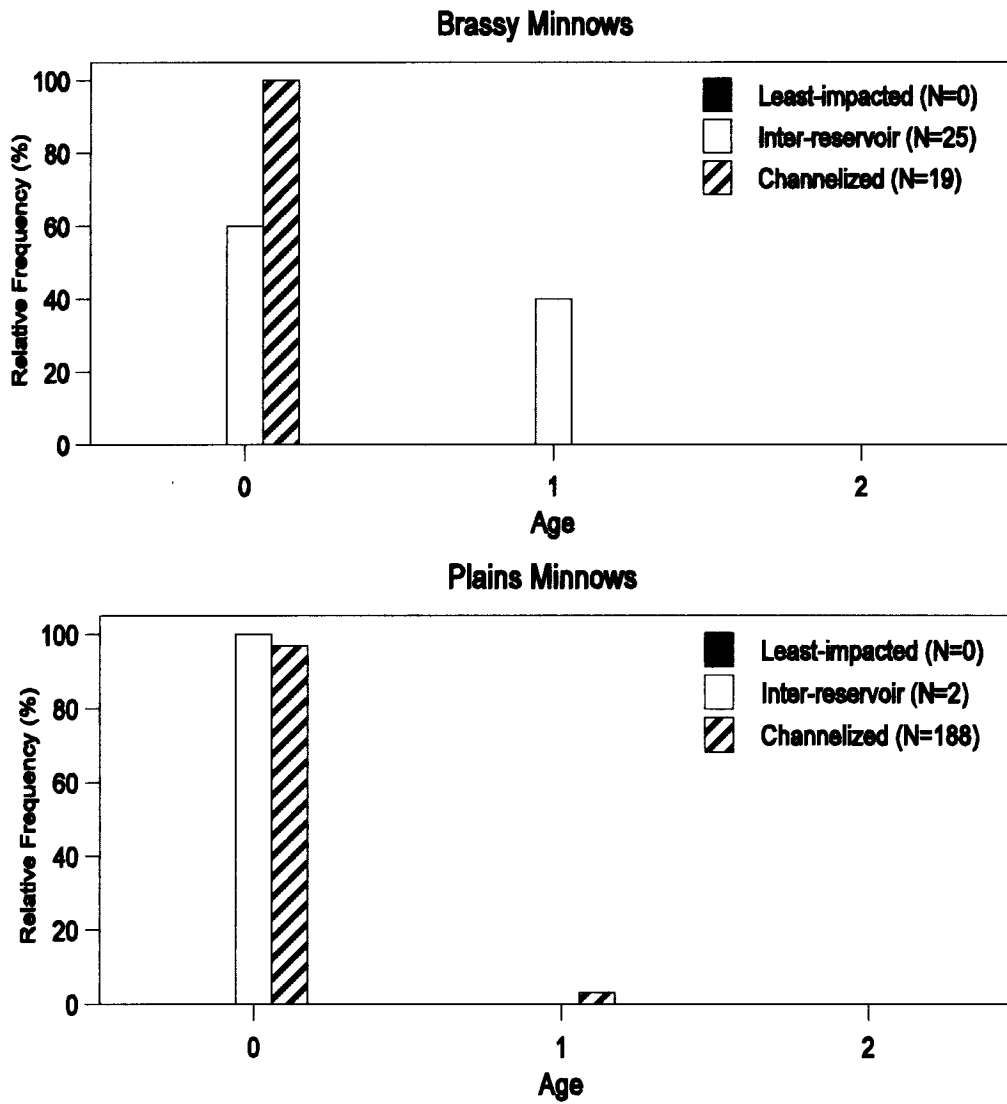 Brassy Minnows
Relative Frequency (%)
100
80
60
40
20
0
Least-impacted (N=0)
Inter-reservoir (N=25)
Channelized (N=19)
0 1 2
Age
Plains Minnows
Relative Frequency (%)
100
80
60
40
20
0
Least-impacted (N=0)
Inter-reservoir (N=2)
Channelized (N=188)
0 1 2
Age